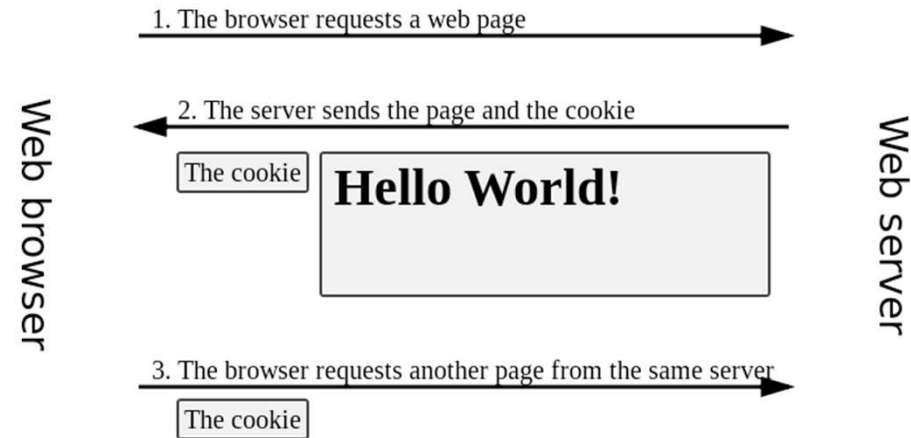 1. The browser requests a web page
Web browser
2. The server sends the page and the cookie
Web server
The cookie
Hello World!
3. The browser requests another page from the same server
The cookie